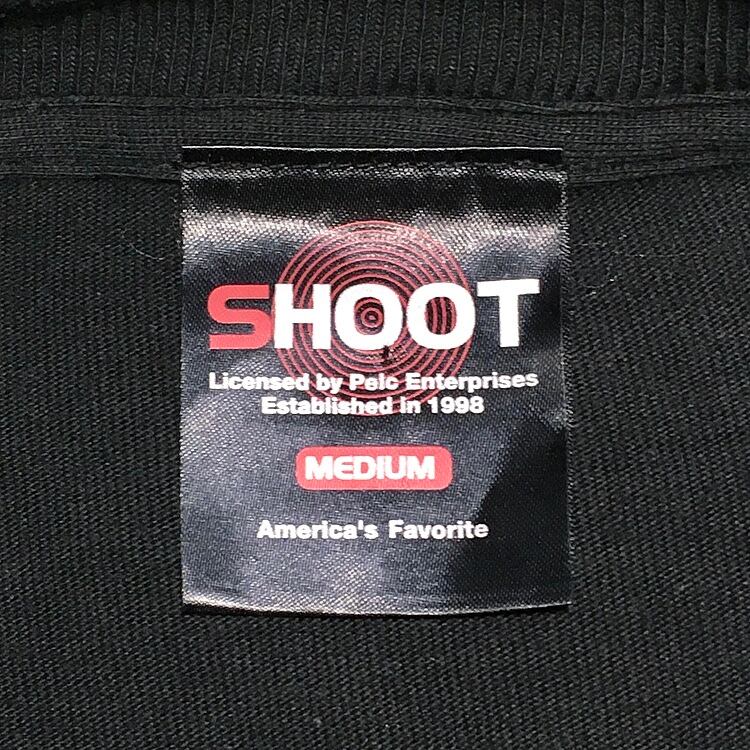 SHOOT
Licensed by Pelc Enterprises
Established in 1998
MEDIUM
America's Favorite